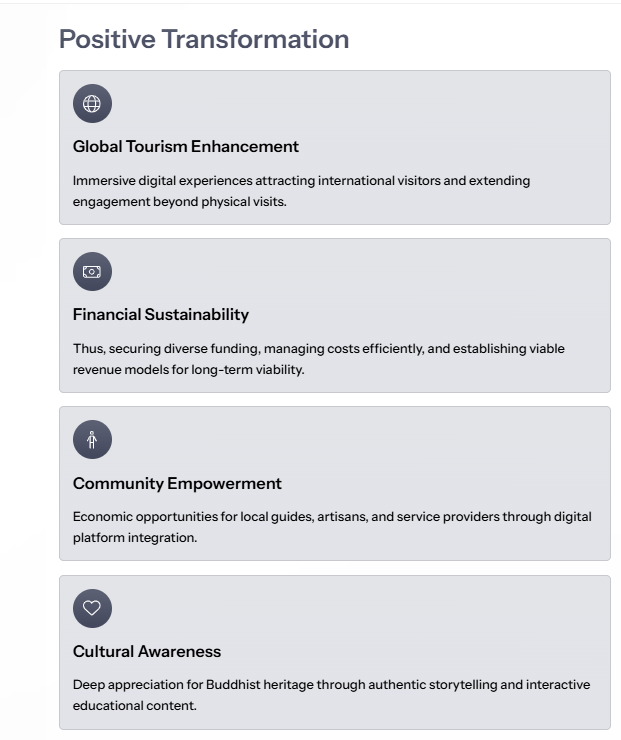 Positive Transformation
Global Tourism Enhancement
Immersive digital experiences attracting international visitors and extending
engagement beyond physical visits.
Financial Sustainability
Thus, securing diverse funding, managing costs efficiently, and establishing viable
revenue models for long-term viability.
Community Empowerment
Economic opportunities for local guides, artisans, and service providers through digital
platform integration.
Cultural Awareness
Deep appreciation for Buddhist heritage through authentic storytelling and interactive
educational content.